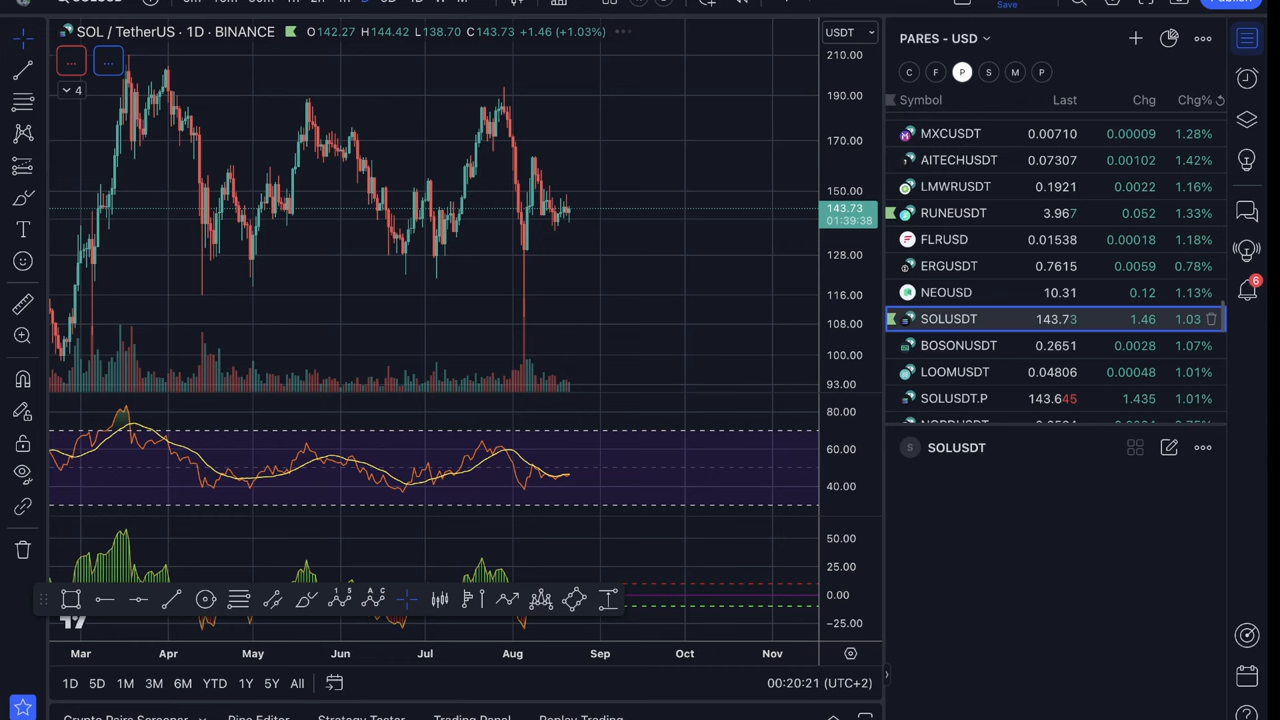 Save
SOL / TetherUS · 1D · BINANCE O142.27 H144.42 L138.70 C143.73 +1.46 (+1.03%)
USDT
4
210.00
190.00
170.00
150.00
143.73
01:39:38
128.00
116.00
108.00
100.00
93.00
80.00
60.00
40.00
50.00
25.00
0.00
−25.00
Mar Apr May Jun Jul Aug Sep Oct Nov
1D 5D 1M 3M 6M YTD 1Y 5Y All
00:20:21 (UTC+2)
PARES - USD
C F P S M P
Symbol Last Chg Chg%
MXCUSDT 0.00710 0.00009 1.28%
AITECHUSDT 0.07307 0.00102 1.42%
LMWRUSDT 0.1921 0.0022 1.16%
RUNEUSDT 3.967 0.052 1.33%
FLRUSD 0.01538 0.00018 1.18%
ERGUSDT 0.7615 0.0059 0.78%
NEOUSD 10.31 0.12 1.13%
SOLUSDT 143.73 1.46 1.03
BOSONUSDT 0.2651 0.0028 1.07%
LOOMUSDT 0.04806 0.00048 1.01%
SOLUSDT.P 143.645 1.435 1.01%
S SOLUSDT
6
Crypto Pairs Screener Pine Editor Strategy Tester Trading Panel Replay Trading